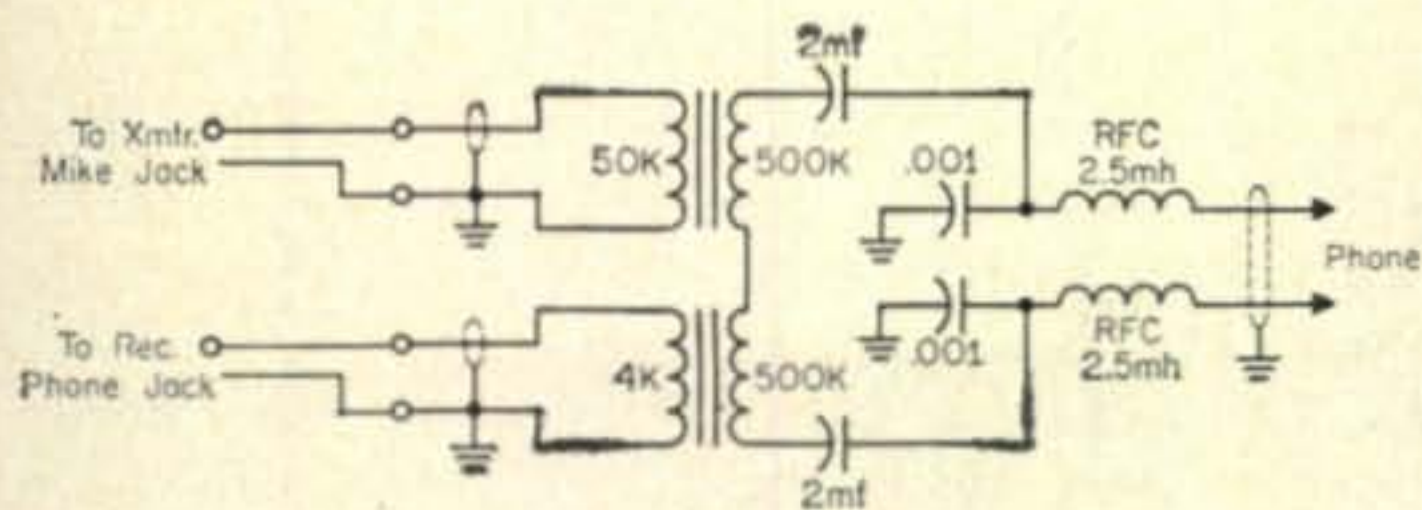 2mf
To Xmtr.
Mike Jack
50K
500K
.001
RFC
2.5mh
Phone
To Rec.
Phone Jack
4K
500K
.001
RFC
2.5mh
2mf